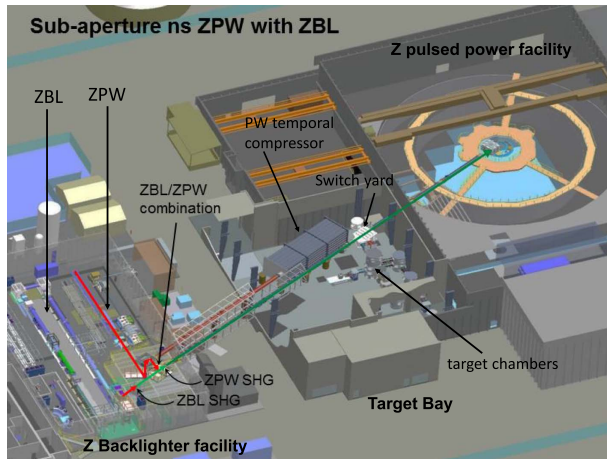 Sub-aperture ns ZPW with ZBL
Z pulsed power facility
ZBL
ZPW
PW temporal
compressor
ZBL/ZPW
combination
Switch yard
target chambers
ZPW SHG
ZBL SHG
Target Bay
Z Backlighter facility